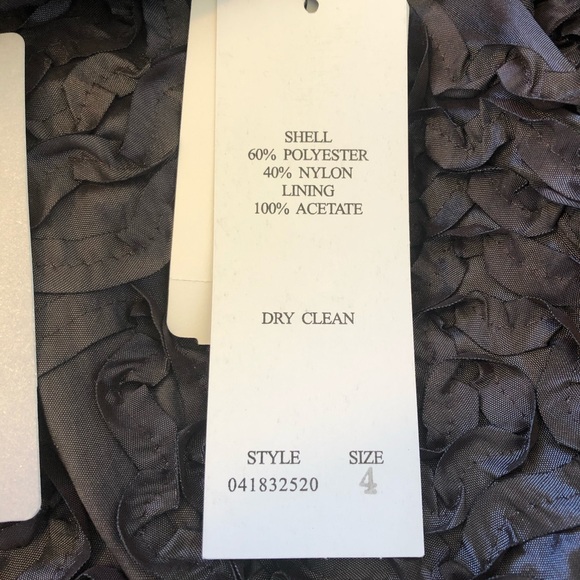 SHELL
60% POLYESTER
40% NYLON
LINING
100% ACETATE
DRY CLEAN
STYLE SIZE
041832520 4